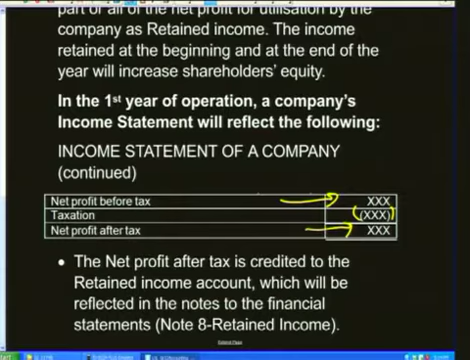 part of all of the net profit for utilisation by the
company as Retained income. The income
retained at the beginning and at the end of the
year will increase shareholders' equity.
In the 1st year of operation, a company's
Income Statement will reflect the following:
INCOME STATEMENT OF A COMPANY
(continued)
Net profit before tax XXX
Taxation (XXX)
Net profit after tax XXX
• The Net profit after tax is credited to the
Retained income account, which will be
reflected in the notes to the financial
statements (Note 8-Retained Income).